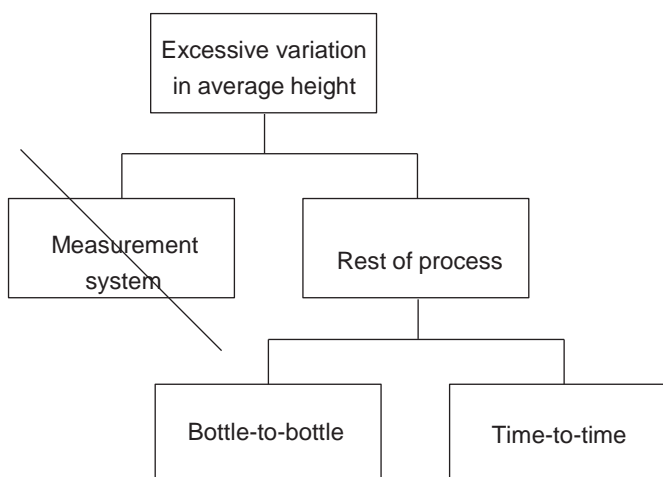 Excessive variation
in average height
Measurement
system
Rest of process
Bottle-to-bottle
Time-to-time